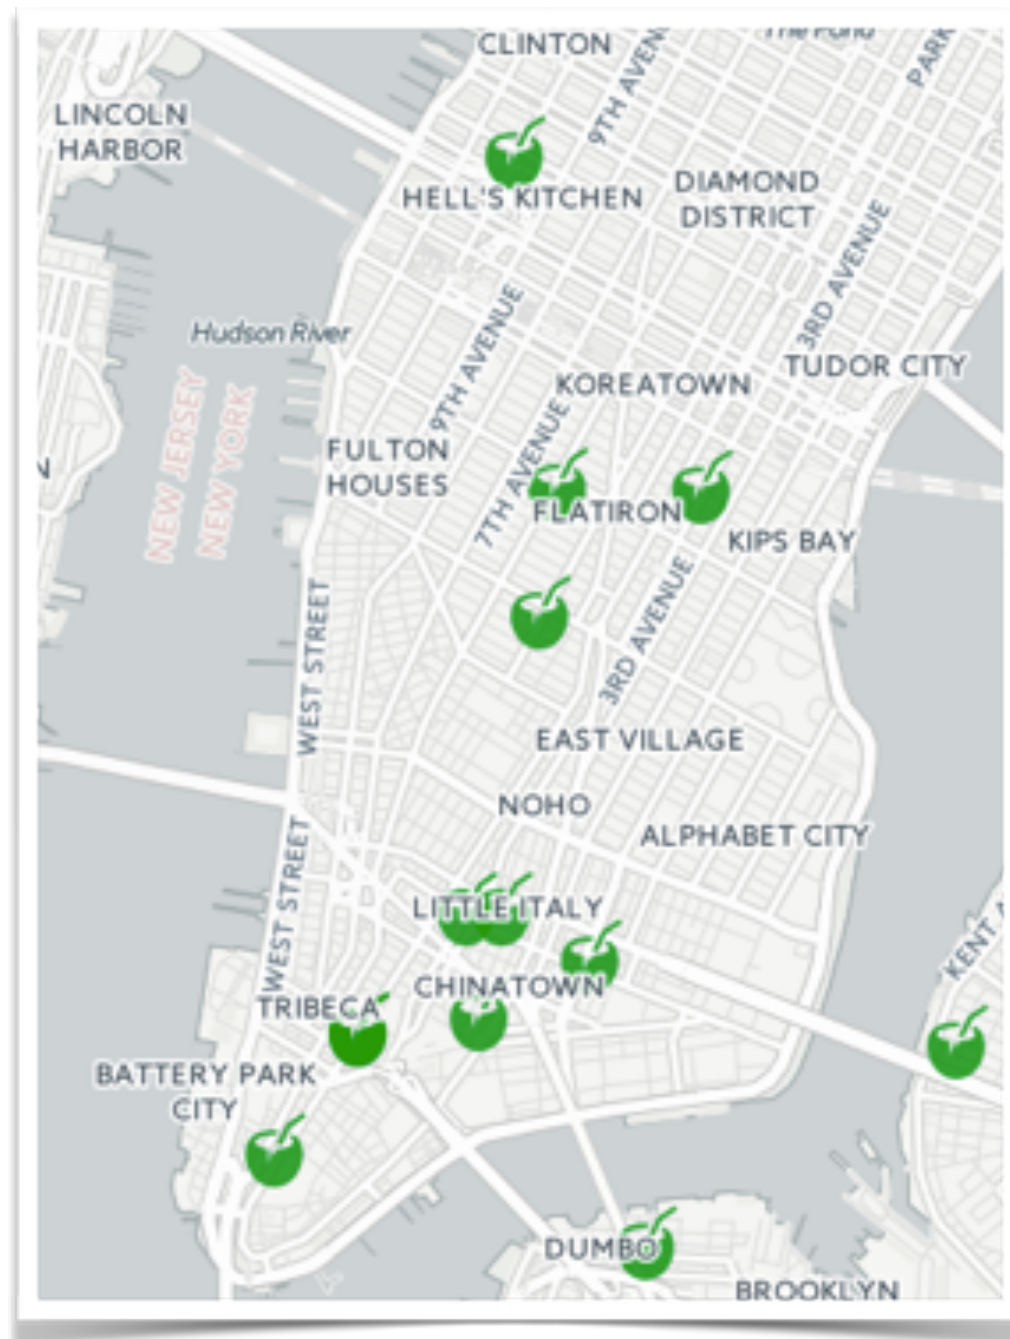 The Pond
CLINTON
9TH AVENU
PARK
LINCOLN
HARBOR
HELL'S KITCHEN
DIAMOND
DISTRICT
3RD AVENUE
Hudson River
9TH AVENUE
TUDOR CITY
KOREATOWN
NEW JERSEY
NEW YORK
7TH AVENUE
FULTON
HOUSES
N
FLATIRON
KIPS BAY
WEST STREET
3RD AVENUE
EAST VILLAGE
NOHO
ALPHABET CITY
WEST STREET
LITTLE ITALY
KENT A
CHINATOWN
TRIBECA
BATTERY PARK
CITY
DUMBO
BROOKLYN